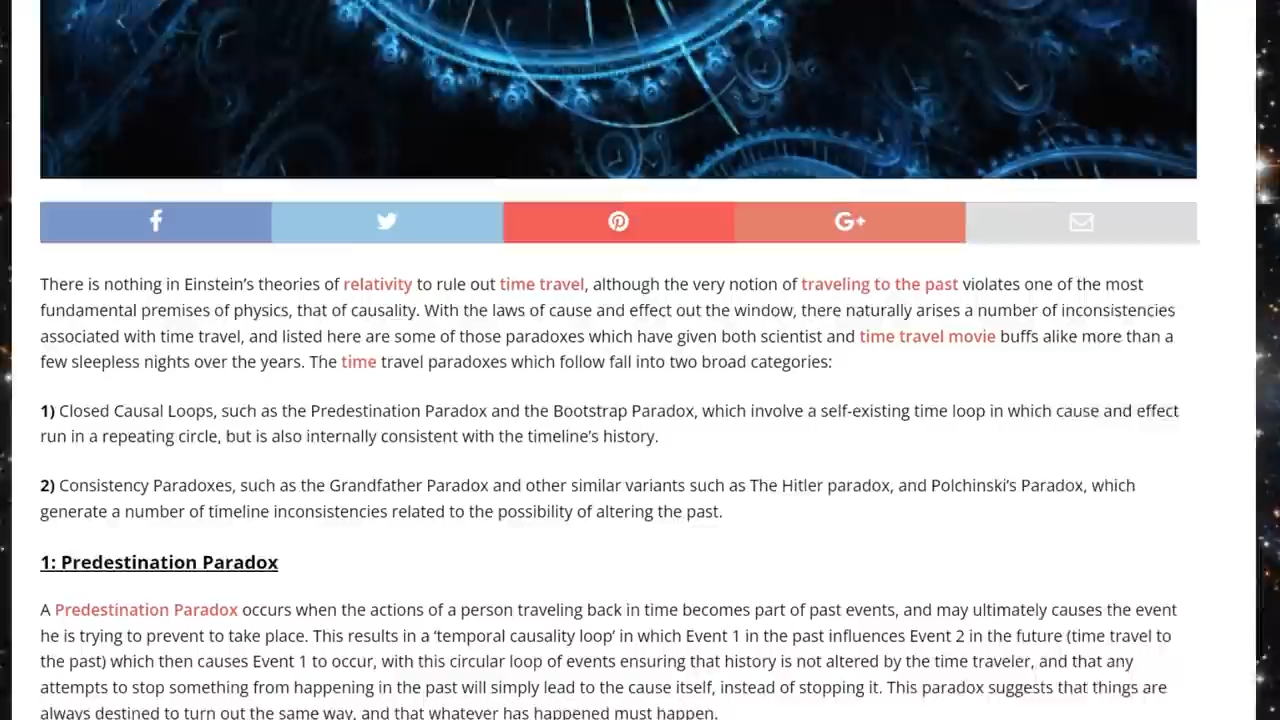 There is nothing in Einstein’s theories of relativity to rule out time travel, although the very notion of traveling to the past violates one of the most
fundamental premises of physics, that of causality. With the laws of cause and effect out the window, there naturally arises a number of inconsistencies
associated with time travel, and listed here are some of those paradoxes which have given both scientist and time travel movie buffs alike more than a
few sleepless nights over the years. The time travel paradoxes which follow fall into two broad categories:
1) Closed Causal Loops, such as the Predestination Paradox and the Bootstrap Paradox, which involve a self-existing time loop in which cause and effect
run in a repeating circle, but is also internally consistent with the timeline’s history.
2) Consistency Paradoxes, such as the Grandfather Paradox and other similar variants such as The Hitler paradox, and Polchinski’s Paradox, which
generate a number of timeline inconsistencies related to the possibility of altering the past.
1: Predestination Paradox
A Predestination Paradox occurs when the actions of a person traveling back in time becomes part of past events, and may ultimately causes the event
he is trying to prevent to take place. This results in a ‘temporal causality loop’ in which Event 1 in the past influences Event 2 in the future (time travel to
the past) which then causes Event 1 to occur, with this circular loop of events ensuring that history is not altered by the time traveler, and that any
attempts to stop something from happening in the past will simply lead to the cause itself, instead of stopping it. This paradox suggests that things are
always destined to turn out the same way, and that whatever has happened must happen.